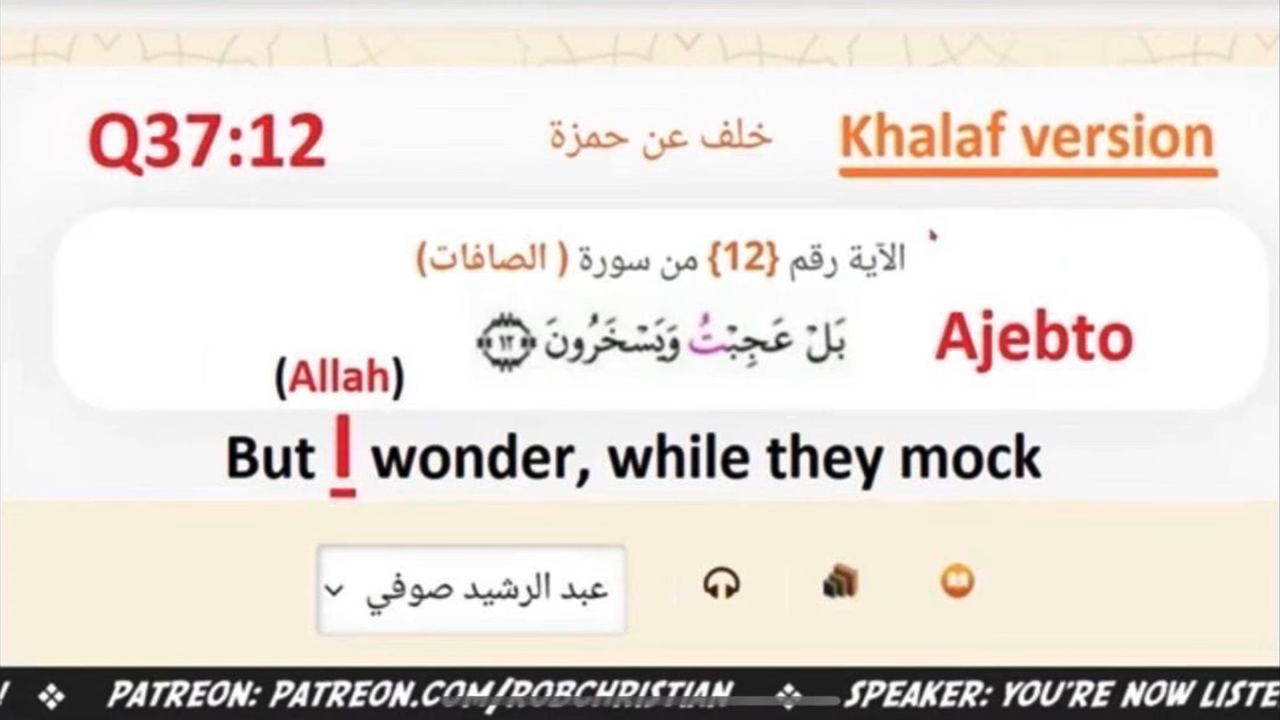 Q37:12 خلف عن حمزة Khalaf version
الآية رقم {12} من سورة ( الصافات)
بَلْ عَجِبْتُ وَيَسْخَرُونَ ١٢ Ajebto
(Allah)
But I wonder, while they mock
عبد الرشيد صوفي
! ❖ PATREON: PATREON.COM/ROBCHRISTIAN ❖ SPEAKER: YOU'RE NOW LISTE